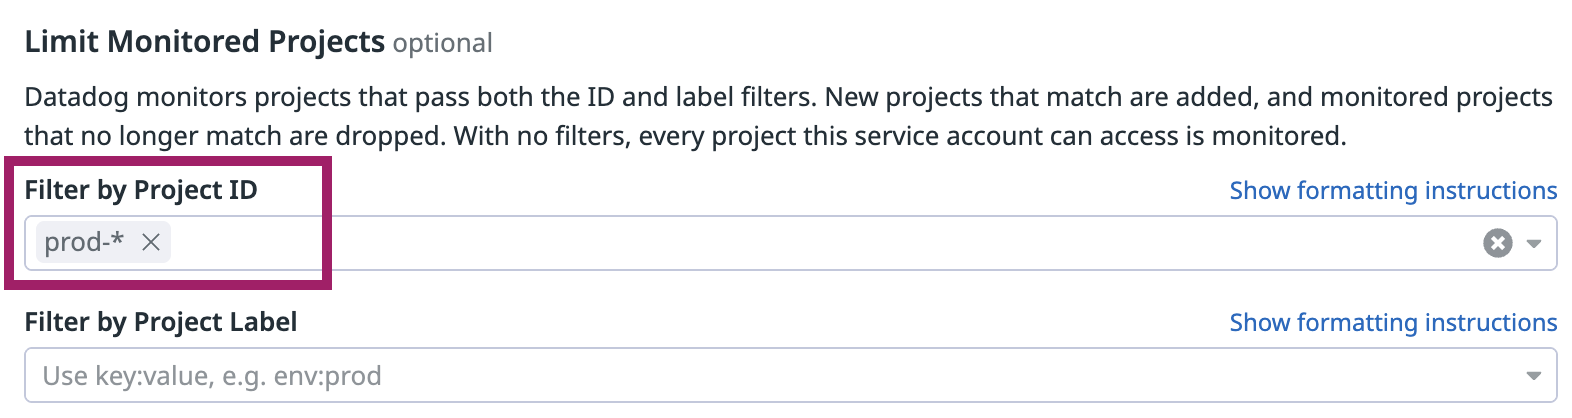 Limit Monitored Projects optional
Datadog monitors projects that pass both the ID and label filters. New projects that match are added, and monitored projects
that no longer match are dropped. With no filters, every project this service account can access is monitored.
Filter by Project ID Show formatting instructions
prod-*
Filter by Project Label Show formatting instructions
Use key:value, e.g. env:prod